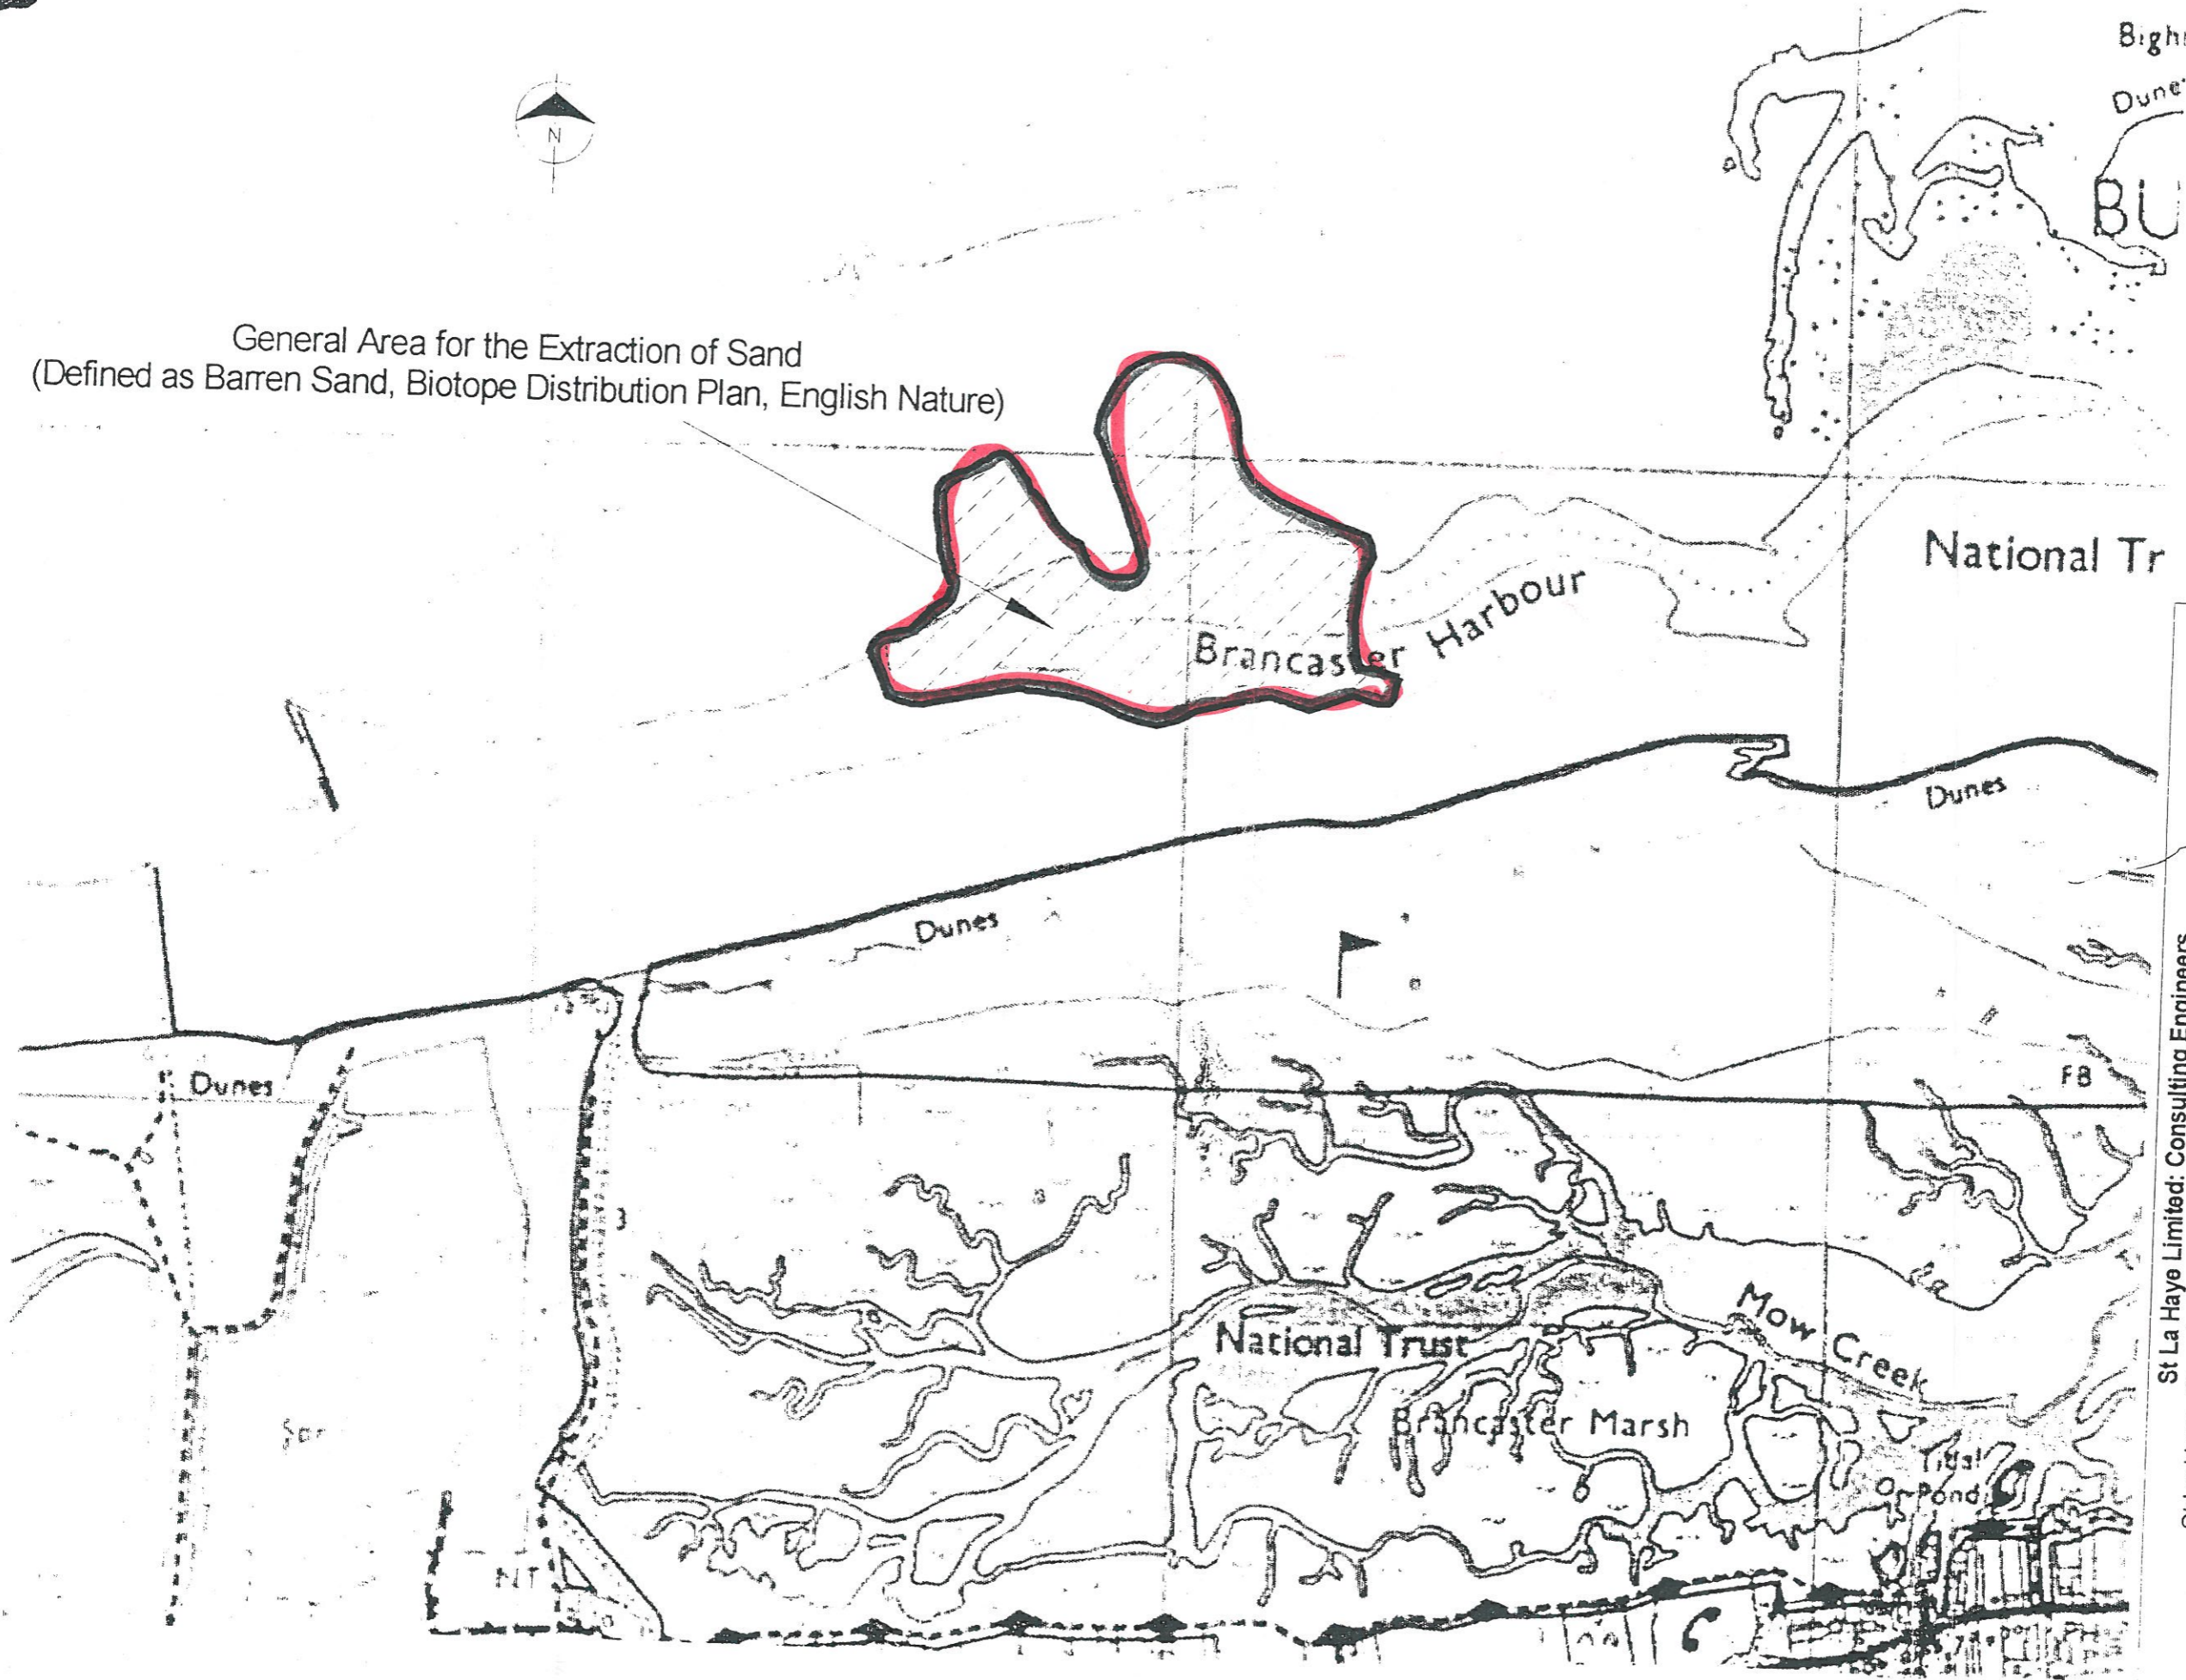 Dune
BU
N
General Area for the Extraction of Sand
(Defined as Barren Sand, Biotope Distribution Plan, English Nature)
National Tr
Brancaster Harbour
Dunes
Dunes
Dunes
FB
St La Haye Limited: Consulting Engineers
Mow Creek
National Trust
Brancaster Marsh
Tidal
Pond
NT